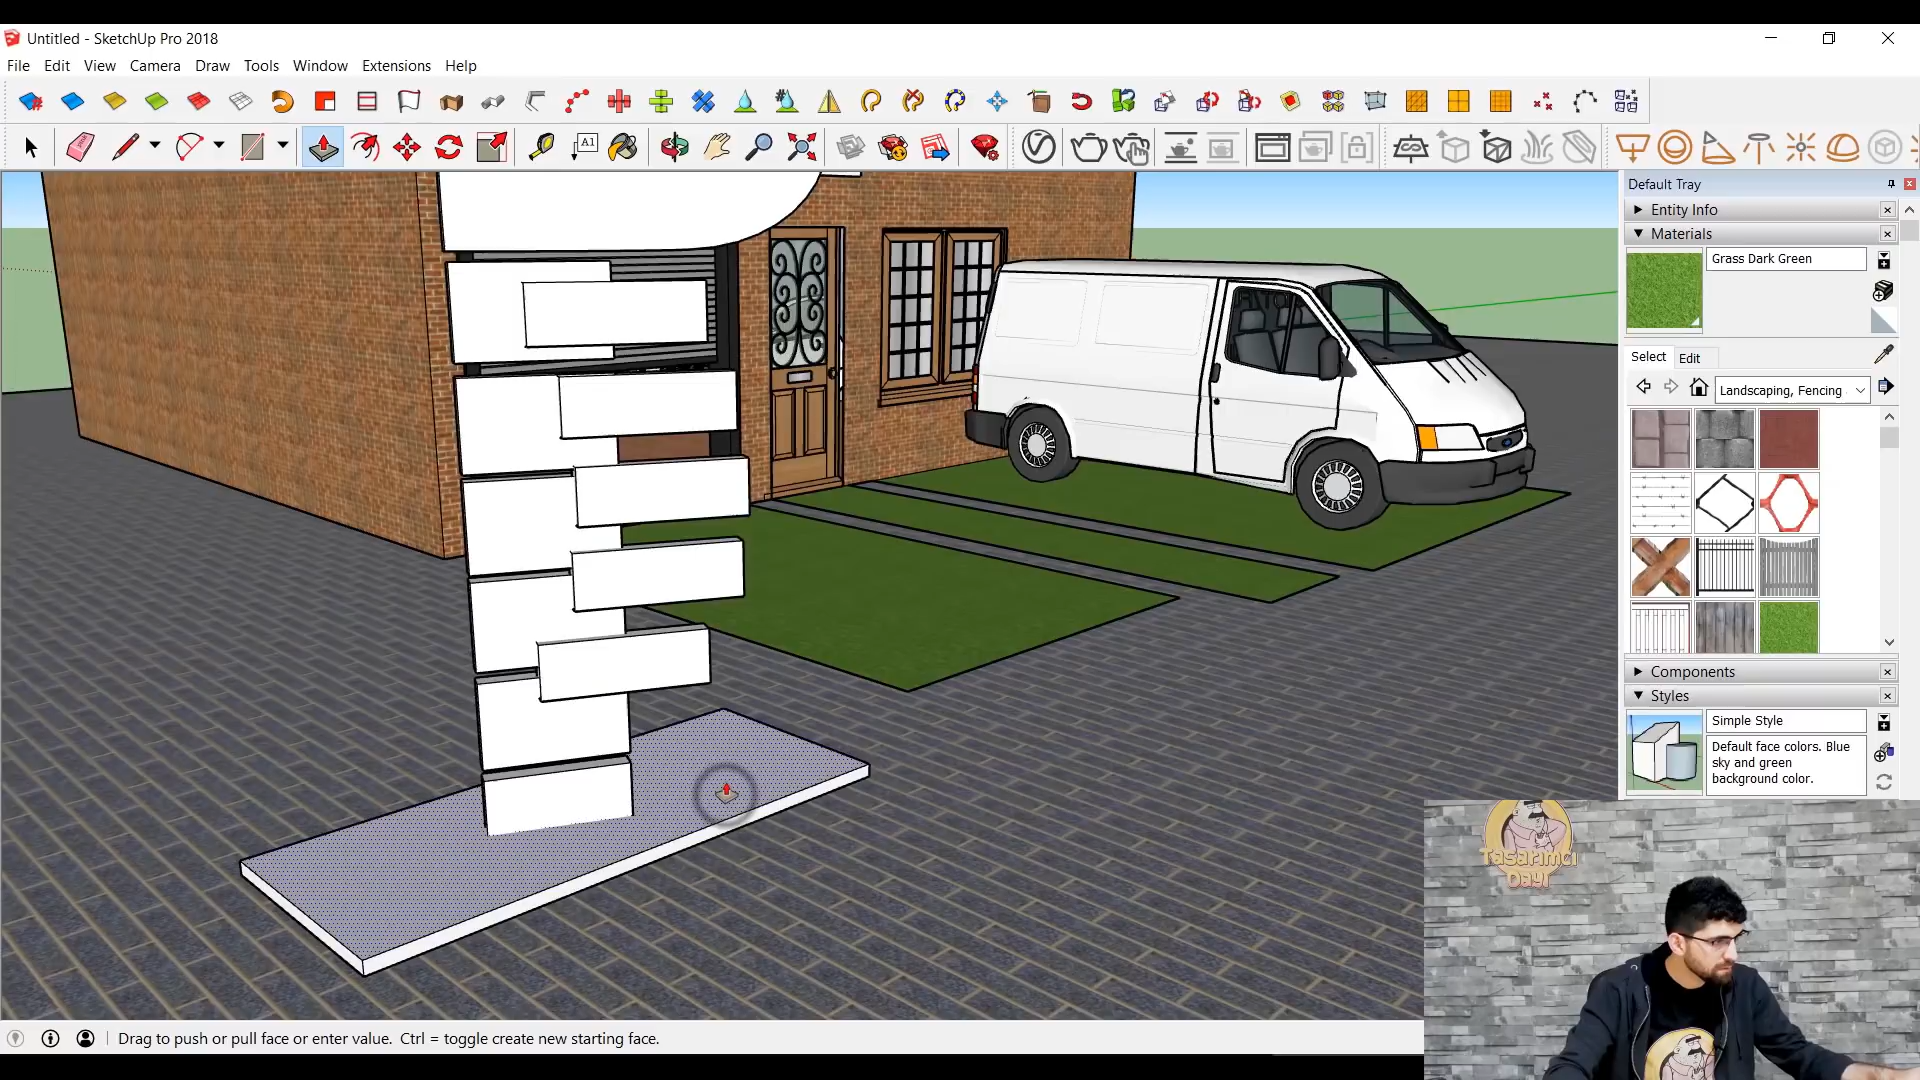 Untitled - SketchUp Pro 2018
File Edit View Camera Draw Tools Window Extensions Help
A1
Default Tray
Entity Info
Materials
Grass Dark Green
Select Edit
Landscaping, Fencing
Components
Styles
Simple Style
Default face colors. Blue
sky and green
background color.
Tasarımcı
Dayı
Drag to push or pull face or enter value. Ctrl = toggle create new starting face.